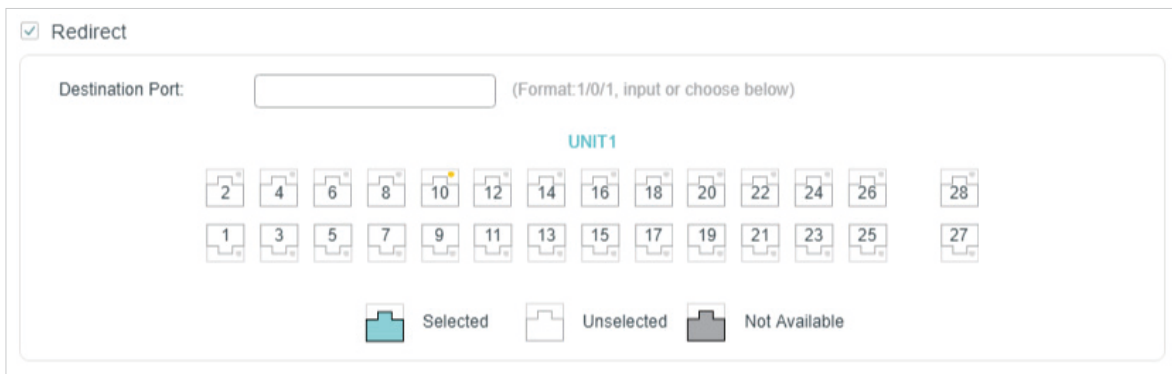 Redirect
Destination Port: (Format:1/0/1, input or choose below)
UNIT1
2 4 6 8 10 12 14 16 18 20 22 24 26 28
1 3 5 7 9 11 13 15 17 19 21 23 25 27
Selected Unselected Not Available